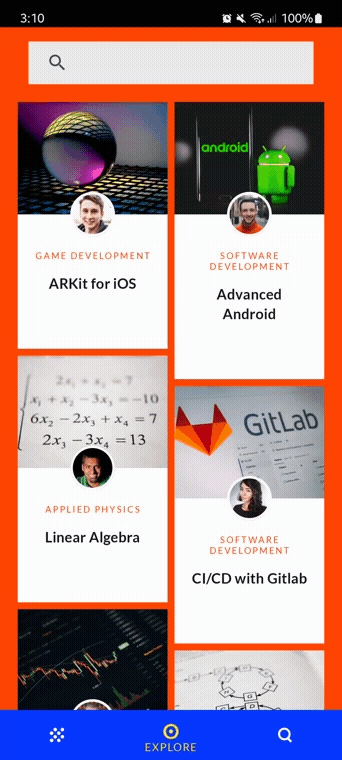 3:10
100%
android
GAME DEVELOPMENT
ARKit for iOS
SOFTWARE
DEVELOPMENT
Advanced
Android
2x₁ + x₂ = 7
x₁ + x₂ − 3x₃ = −10
6x₂ − 2x₃ + x₄ = 7
2x₃ − 3x₄ = 13
APPLIED PHYSICS
Linear Algebra
GitLab
SOFTWARE
DEVELOPMENT
CI/CD with Gitlab
EXPLORE